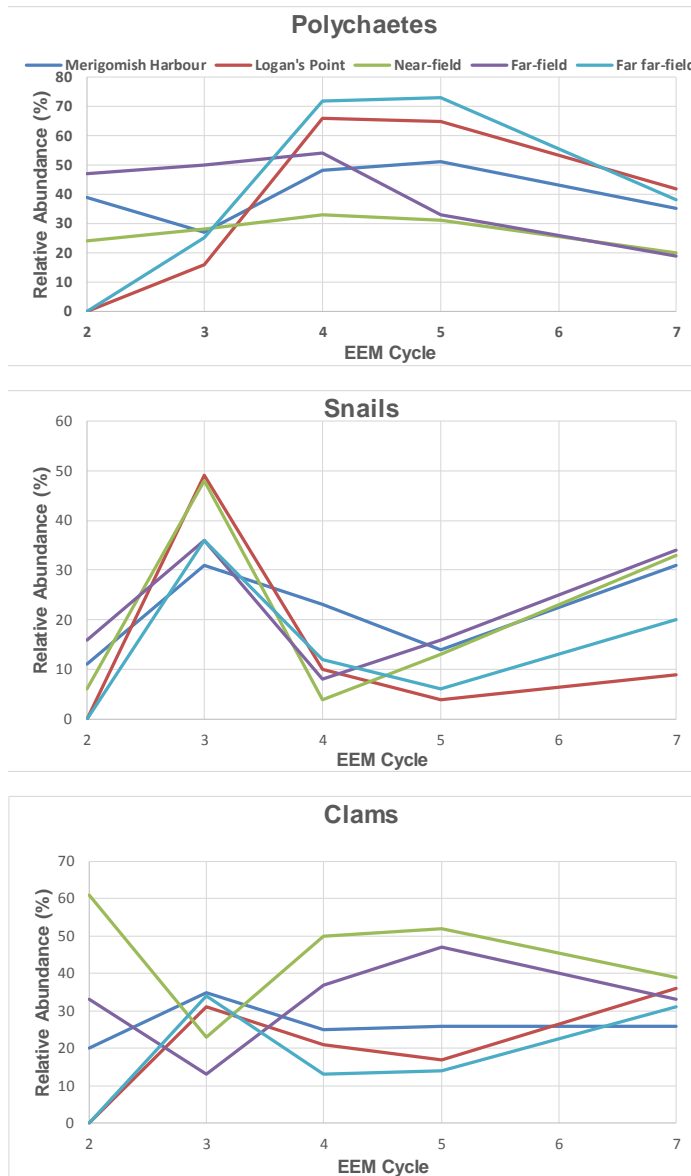 Polychaetes
Merigomish Harbour Logan's Point Near-field Far-field Far far-field
Relative Abundance (%)
80
70
60
50
40
30
20
10
0
2 3 4 5 6 7
EEM Cycle
Snails
Relative Abundance (%)
60
50
40
30
20
10
0
2 3 4 5 6 7
EEM Cycle
Clams
Relative Abundance (%)
70
60
50
40
30
20
10
0
2 3 4 5 6 7
EEM Cycle